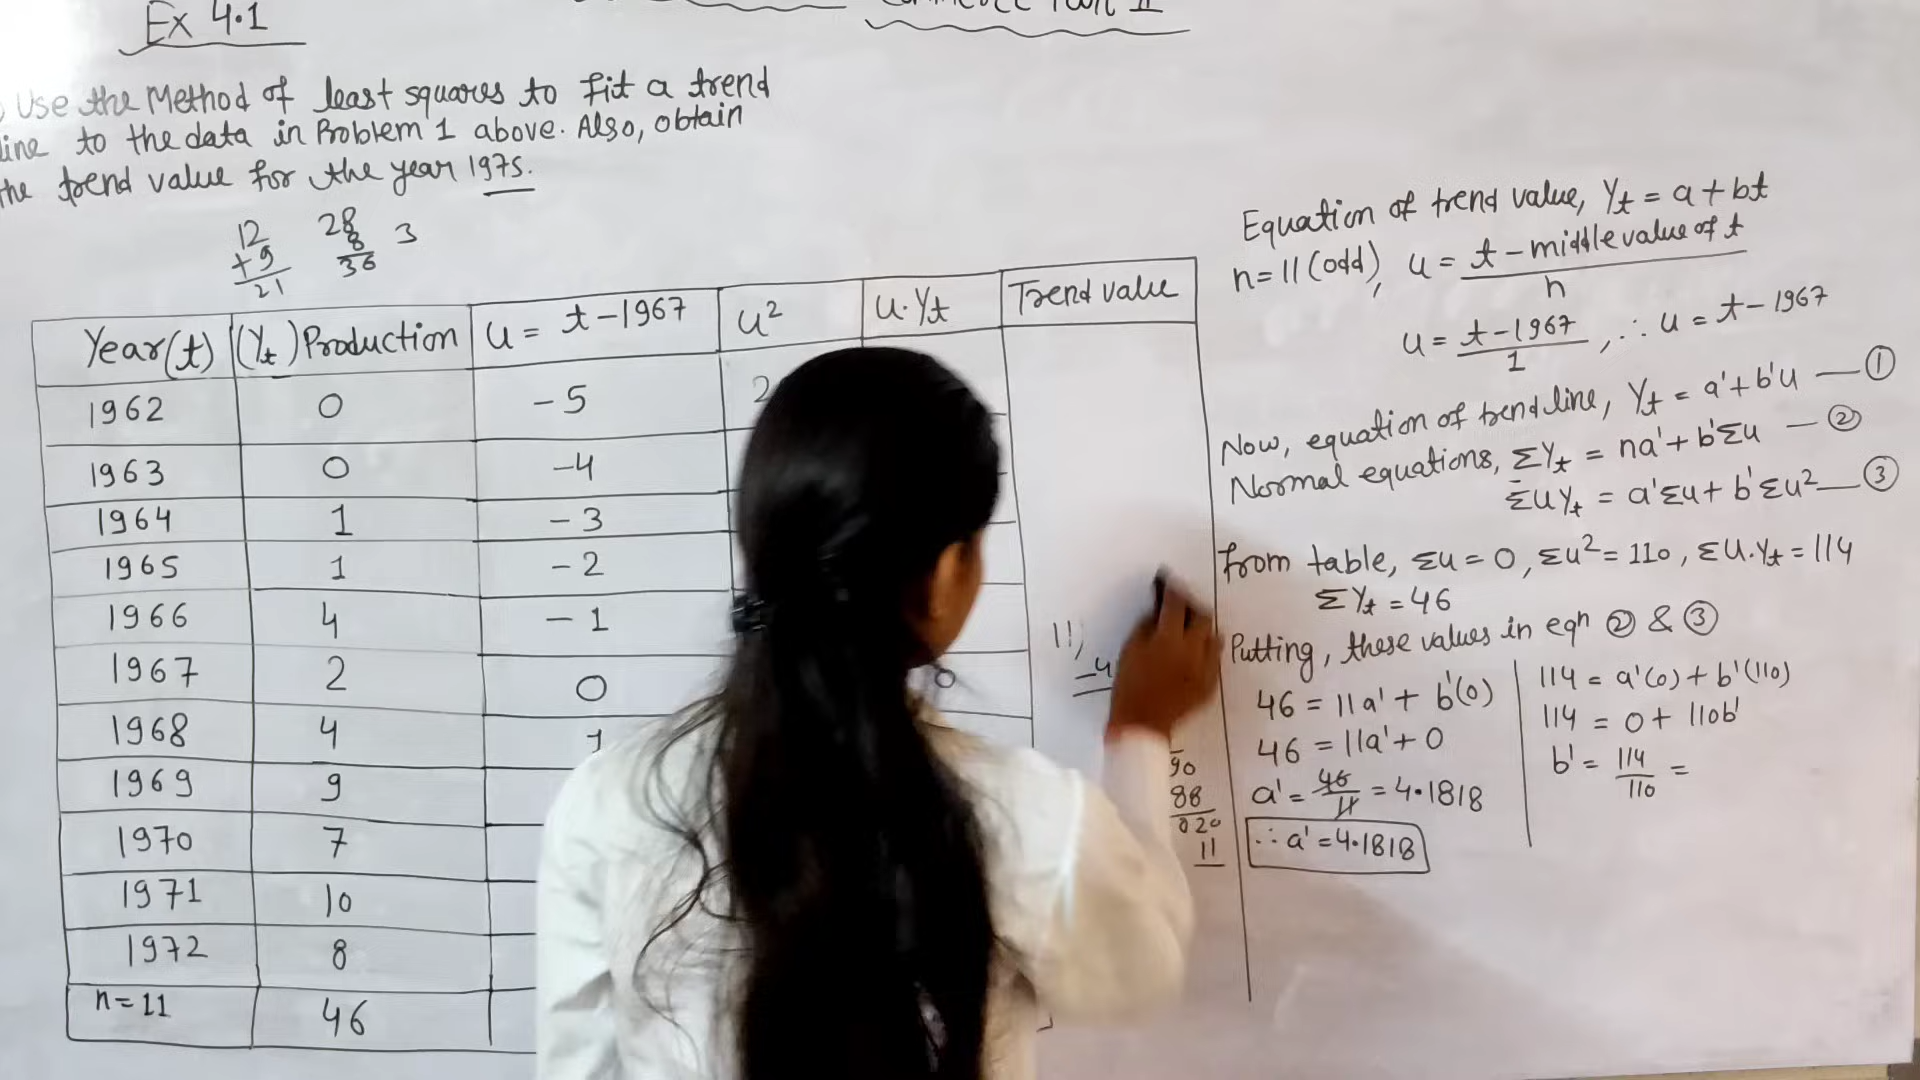 Ex 4.1
Part II
Use the Method of least squares to fit a trend
line to the data in Problem 1 above. Also, obtain
the trend value for the year 1975.
12
+9
21
28
8
36
3
Year(t) (Yt) Production u = t-1967 u² u.Yt Trend value
1962 0 -5 2
1963 0 -4
1964 1 -3
1965 1 -2
1966 4 -1
1967 2 0 0
1968 4 1
1969 9
1970 7
1971 10
1972 8
n=11 46
11)
-4
90
88
020
11
Equation of trend value, Yt = a + bt
n=11 (odd), u = t - middle value of t
h
u = t-1967 , ∴ u = t-1967
1
Now, equation of trend line, Yt = a' + b'u — ①
Normal equations, ΣYt = na' + b'Σu — ②
ΣuYt = a'Σu + b'Σu² — ③
from table, Σu = 0, Σu² = 110, Σu.Yt = 114
ΣYt = 46
Putting, these values in eqn ② & ③
46 = 11a' + b'(0)
46 = 11a' + 0
a' = 46/11 = 4.1818
∴ a' = 4.1818
114 = a'(0) + b'(110)
114 = 0 + 110b'
b' = 114/110 =